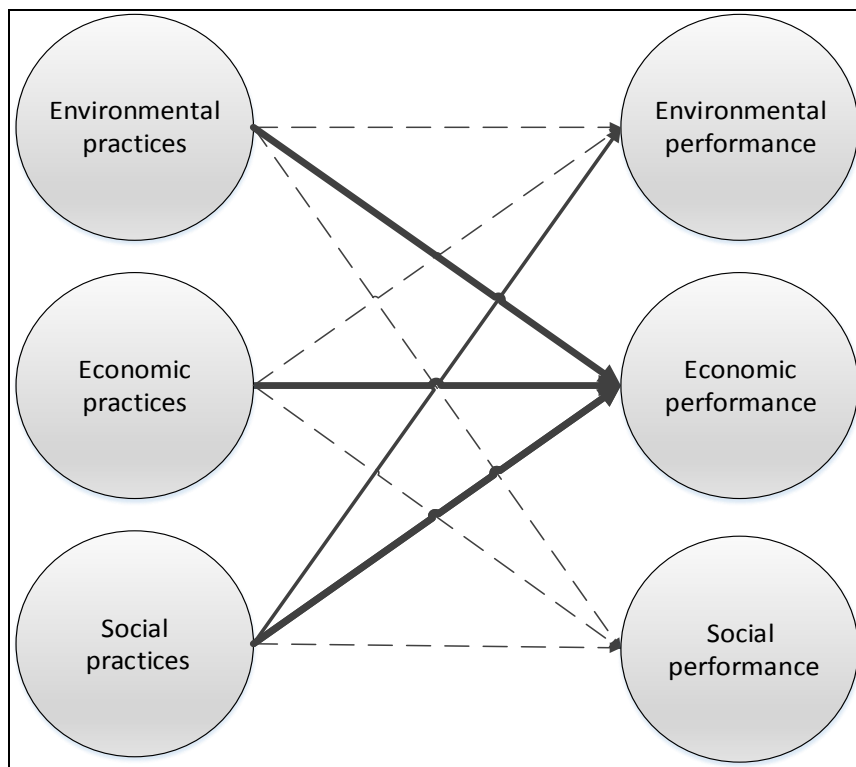 Environmental
practices
Environmental
performance
Economic
practices
Economic
performance
Social
practices
Social
performance